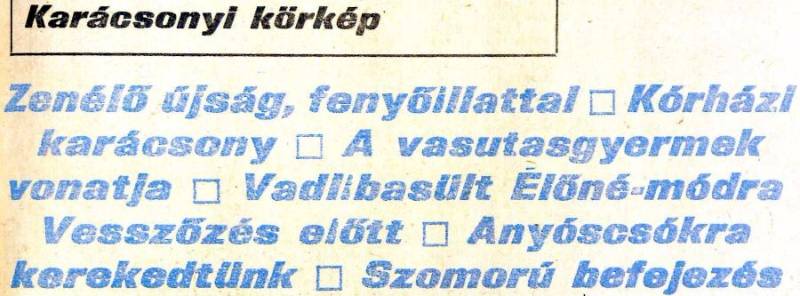 Karácsonyi körkép
Zenélő újság, fenyőillattal □ Kórházi
karácsony □ A vasutasgyermek
vonatja □ Vadlibasült Élőné-módra
Vesszőzés előtt □ Anyóscsókra
kerekedtünk □ Szomorú befejezés